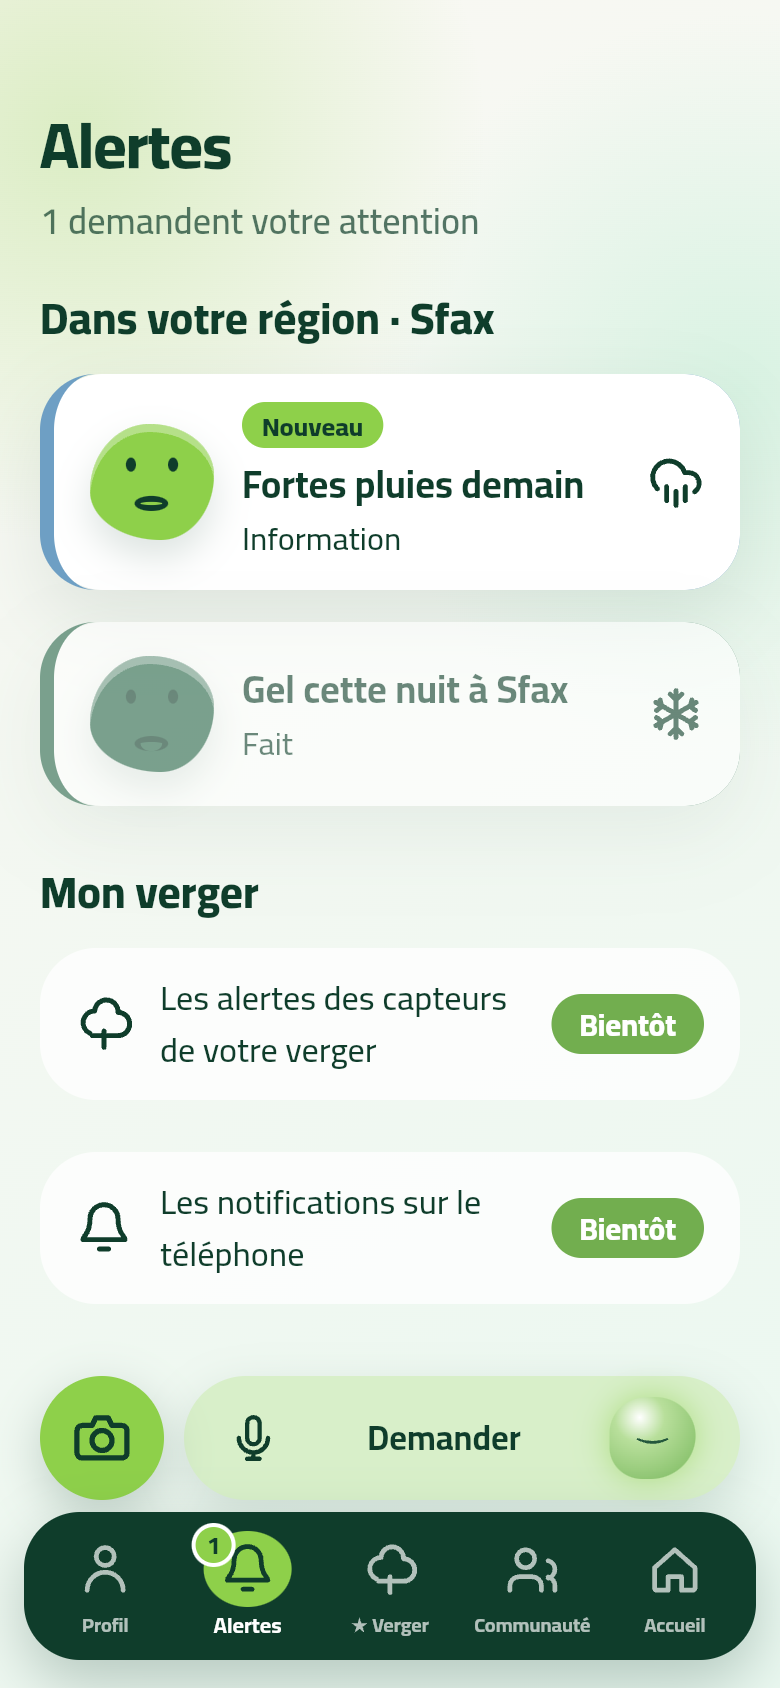 Alertes
1 demandent votre attention
Dans votre région · Sfax
Nouveau
Fortes pluies demain
Information
Gel cette nuit à Sfax
Fait
Mon verger
Les alertes des capteurs
de votre verger
Bientôt
Les notifications sur le
téléphone
Bientôt
Demander
1
Profil
Alertes
★ Verger
Communauté
Accueil